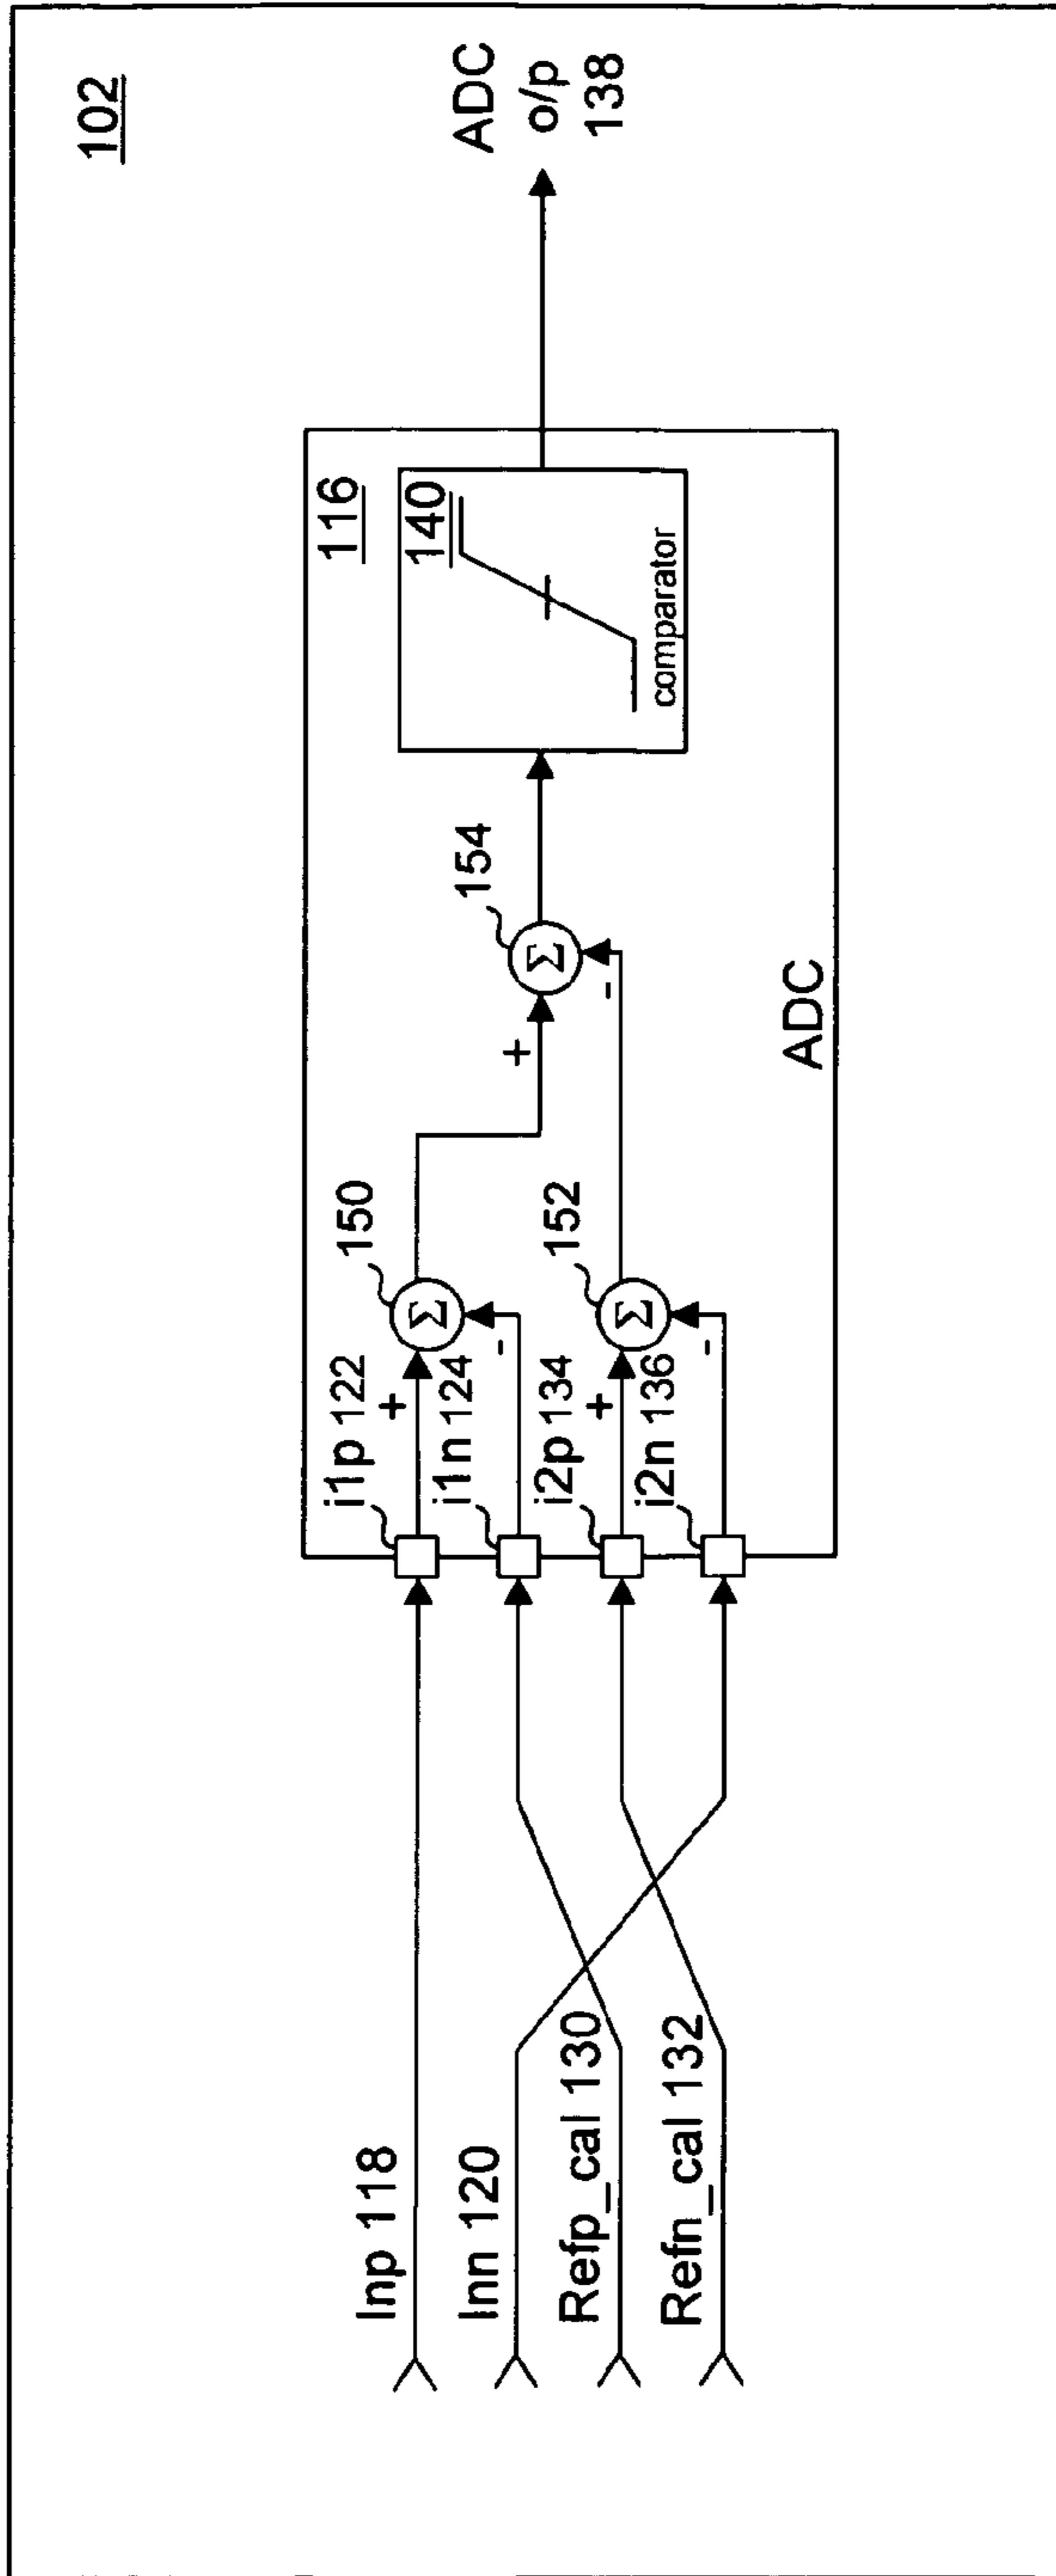 102
ADC
o/p
138
116
140
comparator
154
150
152
+
-
i1p 122
+
i1n 124
-
i2p 134
+
i2n 136
-
Σ
Σ
Σ
ADC
Inp 118
Inn 120
Refp_cal 130
Refn_cal 132